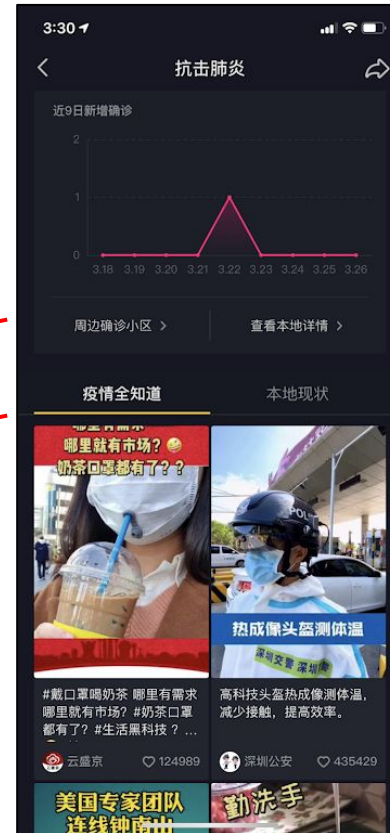 3:30
抗击肺炎
近9日新增确诊
2
1
0
3.18 3.19 3.20 3.21 3.22 3.23 3.24 3.25 3.26
周边确诊小区 >
查看本地详情 >
疫情全知道
本地现状
哪里有需求
哪里就有市场？
奶茶口罩都有了？？
#戴口罩喝奶茶 哪里有需求
哪里就有市场？#奶茶口罩
都有了？#生活黑科技 ? ...
云盛京
124989
POLI
热成像头盔测体温
深圳交警 深圳
高科技头盔热成像测体温，
减少接触，提高效率。
深圳公安
435429
美国专家团队
连线钟南山
勤洗手